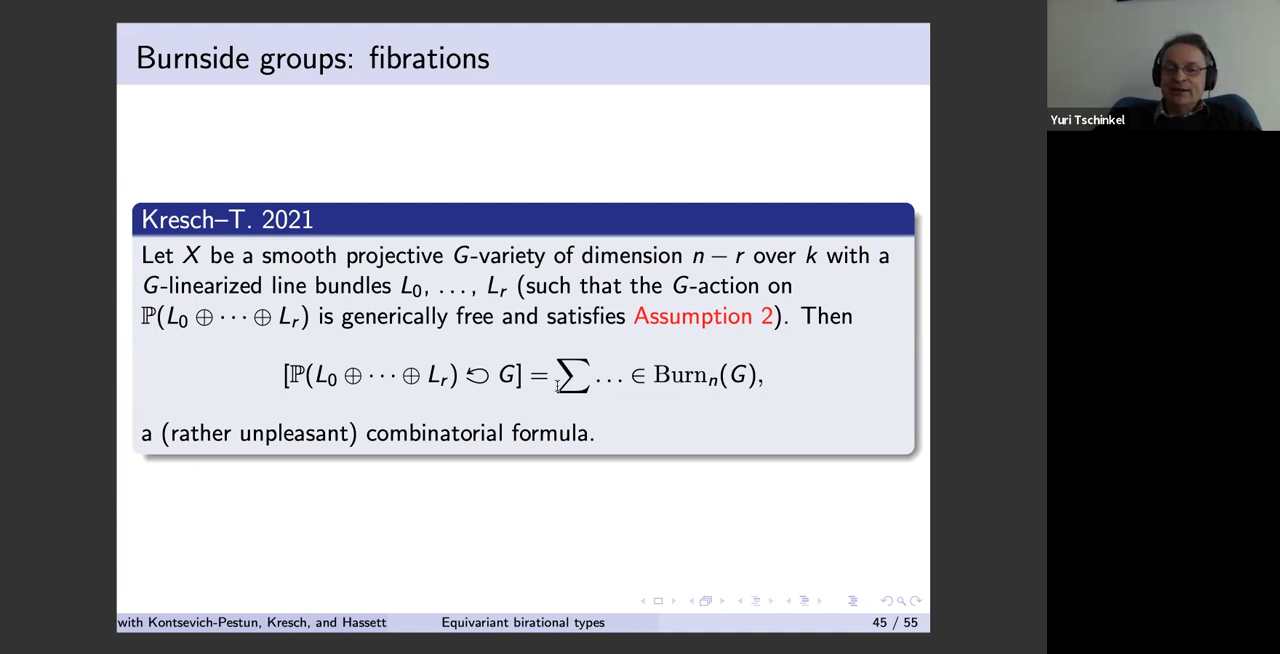 Burnside groups: fibrations
Yuri Tschinkel
Kresch–T. 2021
Let X be a smooth projective G-variety of dimension n − r over k with a
G-linearized line bundles L₀, …, Lᵣ (such that the G-action on
ℙ(L₀ ⊕ ⋯ ⊕ Lᵣ) is generically free and satisfies Assumption 2). Then
[ℙ(L₀ ⊕ ⋯ ⊕ Lᵣ) ↺ G] = ∑ … ∈ Burnₙ(G),
a (rather unpleasant) combinatorial formula.
with Kontsevich-Pestun, Kresch, and Hassett Equivariant birational types 45 / 55